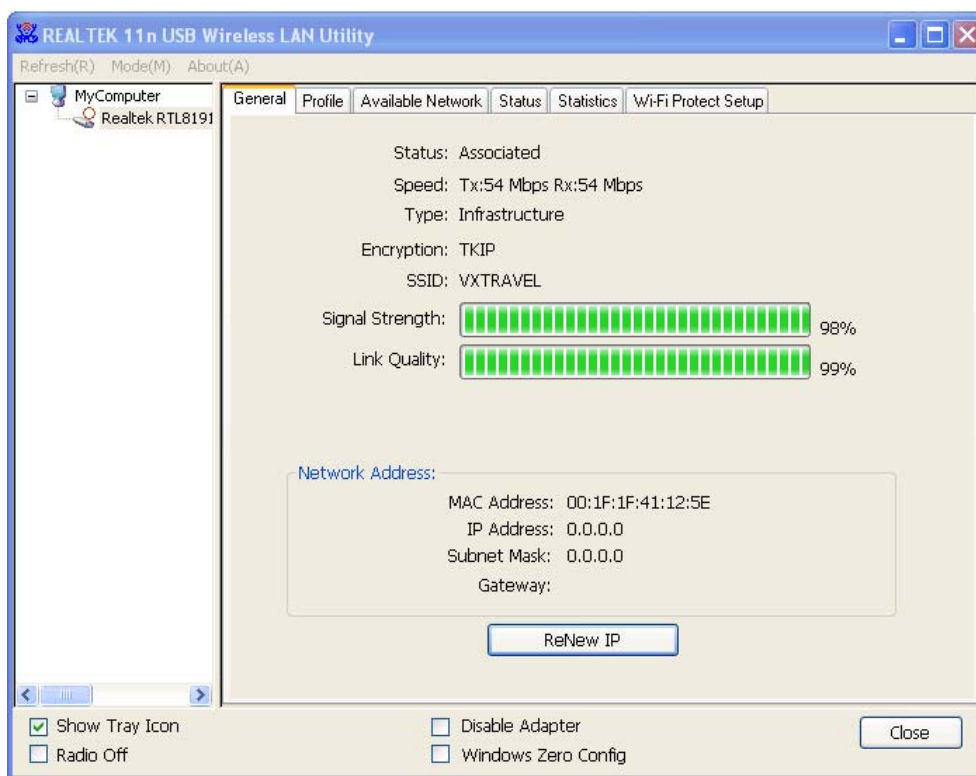 REALTEK 11n USB Wireless LAN Utility
Refresh(R) Mode(M) About(A)
MyComputer
Realtek RTL8191
General Profile Available Network Status Statistics Wi-Fi Protect Setup
Status: Associated
Speed: Tx:54 Mbps Rx:54 Mbps
Type: Infrastructure
Encryption: TKIP
SSID: VXTRAVEL
Signal Strength: 98%
Link Quality: 99%
Network Address:
MAC Address: 00:1F:1F:41:12:5E
IP Address: 0.0.0.0
Subnet Mask: 0.0.0.0
Gateway:
ReNew IP
Show Tray Icon Disable Adapter Close
Radio Off Windows Zero Config